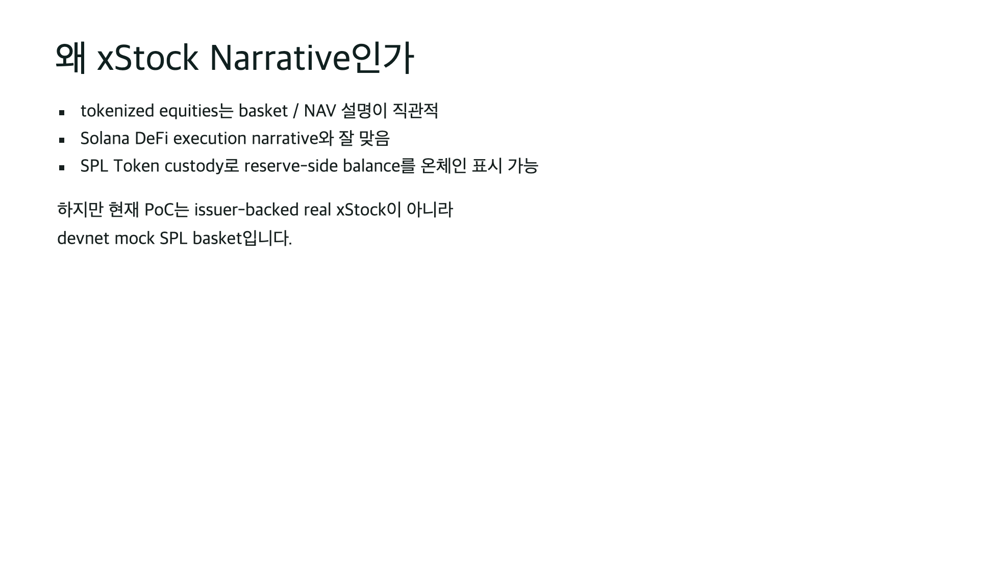 왜 xStock Narrative인가
▪ tokenized equities는 basket / NAV 설명이 직관적
▪ Solana DeFi execution narrative와 잘 맞음
▪ SPL Token custody로 reserve-side balance를 온체인 표시 가능
하지만 현재 PoC는 issuer-backed real xStock이 아니라
devnet mock SPL basket입니다.